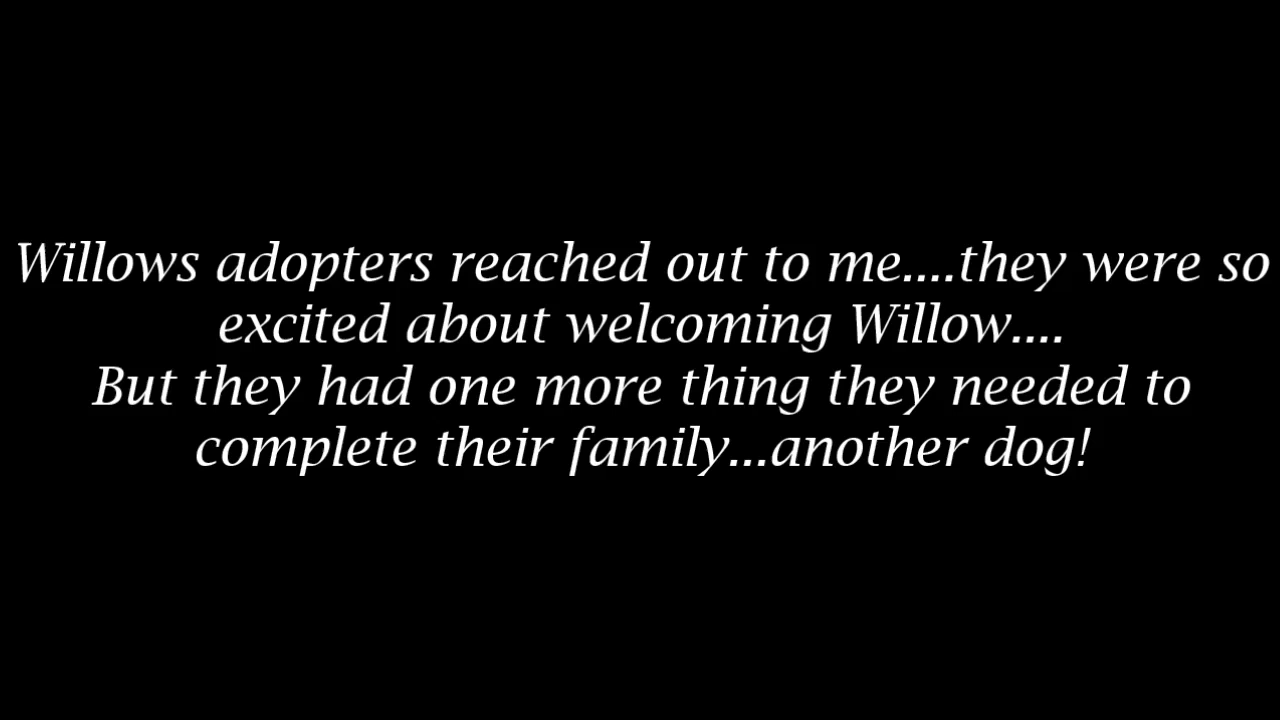 Willows adopters reached out to me....they were so
excited about welcoming Willow....
But they had one more thing they needed to
complete their family...another dog!